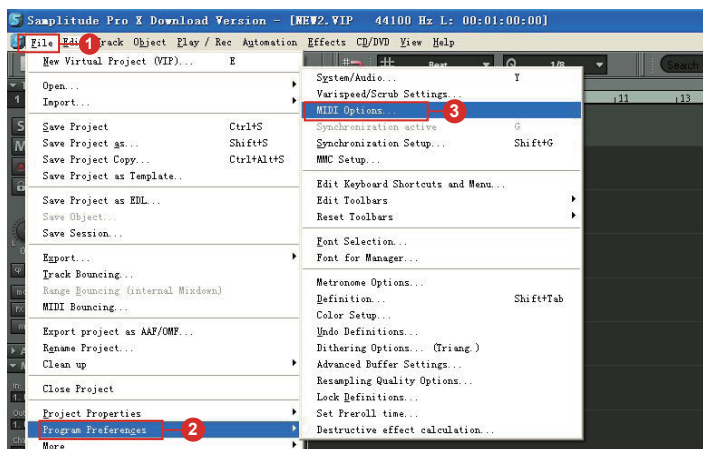 Samplitude Pro X Download Version - [NEW2.VIP 44100 Hz L: 00:01:00:00]
File Track Object Play / Rec Automation Effects CD/DVD View Help
1
New Virtual Project (VIP)... E
Open...
Import...
Save Project Ctrl+S
Save Project as... Shift+S
Save Project Copy... Ctrl+Alt+S
Save Project as Template..
Save Project as EDL...
Save Object...
Save Session...
Export...
Track Bouncing...
Range Bouncing (internal Mixdown)
MIDI Bouncing...
Export project as AAF/OMF...
Rename Project...
Clean up
Close Project
Project Properties
Program Preferences
2
More
Beat 1/8 Search
11 13
System/Audio... Y
Varispeed/Scrub Settings...
MIDI Options...
3
Synchronization active G
Synchronization Setup... Shift+G
MMC Setup...
Edit Keyboard Shortcuts and Menu...
Edit Toolbars
Reset Toolbars
Font Selection...
Font for Manager...
Metronome Options...
Definition... Shift+Tab
Color Setup...
Undo Definitions...
Dithering Options... (Triang.)
Advanced Buffer Settings...
Resampling Quality Options...
Lock Definitions...
Set Preroll time...
Destructive effect calculation...